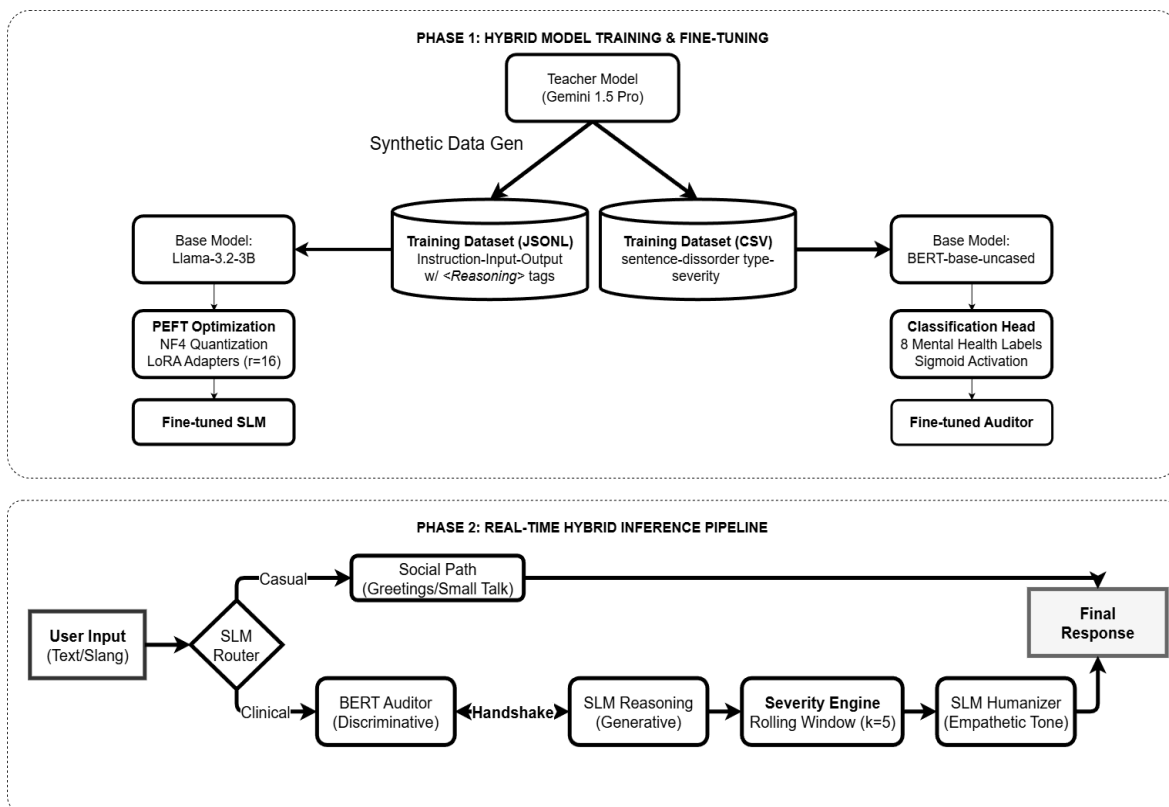 PHASE 1: HYBRID MODEL TRAINING & FINE-TUNING
Teacher Model
(Gemini 1.5 Pro)
Synthetic Data Gen
Base Model:
Llama-3.2-3B
Training Dataset (JSONL)
Instruction-Input-Output
w/ <Reasoning> tags
Training Dataset (CSV)
sentence-dissorder type-
severity
Base Model:
BERT-base-uncased
PEFT Optimization
NF4 Quantization
LoRA Adapters (r=16)
Classification Head
8 Mental Health Labels
Sigmoid Activation
Fine-tuned SLM
Fine-tuned Auditor
PHASE 2: REAL-TIME HYBRID INFERENCE PIPELINE
User Input
(Text/Slang)
SLM
Router
Casual
Social Path
(Greetings/Small Talk)
Clinical
BERT Auditor
(Discriminative)
Handshake
SLM Reasoning
(Generative)
Severity Engine
Rolling Window (k=5)
SLM Humanizer
(Empathetic Tone)
Final
Response